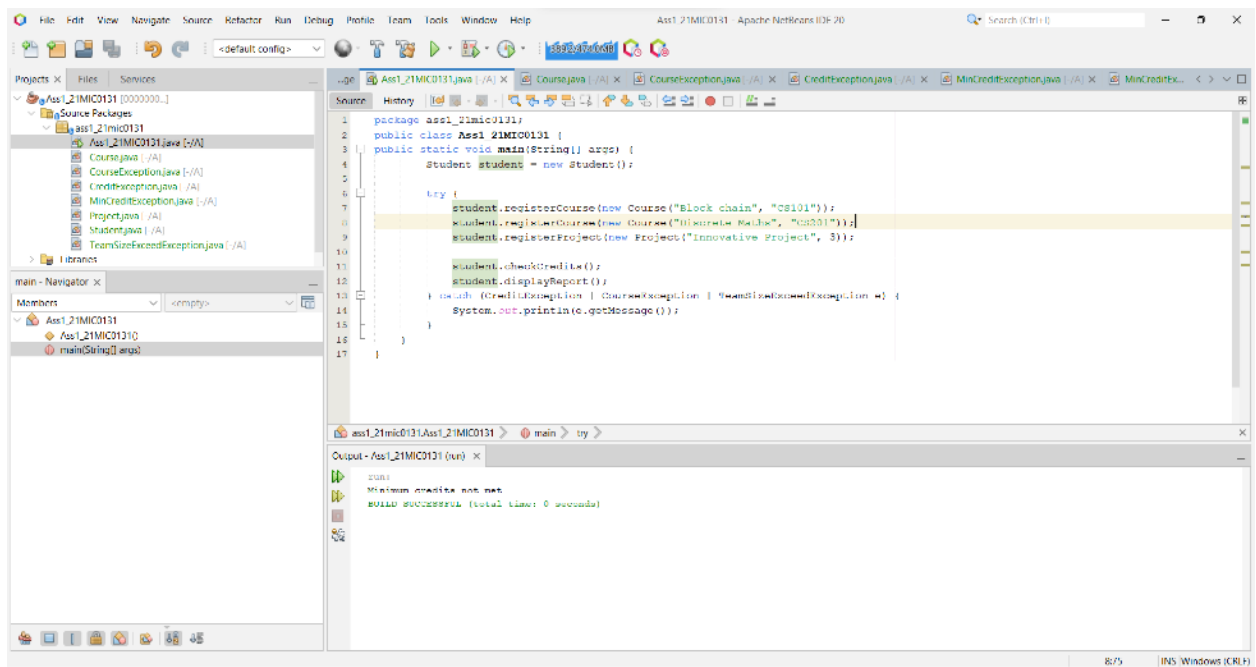 File Edit View Navigate Source Refactor Run Debug Profile Team Tools Window Help Ass1_21MIC0131 - Apache NetBeans IDE 20 Search (Ctrl+I)
<default config>
Projects Files Services
Ass1_21MIC0131 [0000000...]
Source Packages
ass1_21mic0131
Ass1_21MIC0131.java [-/A]
Course.java [-/A]
CourseException.java [-/A]
CreditException.java [-/A]
MinCreditException.java [-/A]
Project.java [-/A]
Student.java [-/A]
TeamSizeExceedException.java [-/A]
Libraries
main - Navigator
Members <empty>
Ass1_21MIC0131
Ass1_21MIC0131()
main(String[] args)
...ge Ass1_21MIC0131.java [-/A] Course.java [-/A] CourseException.java [-/A] CreditException.java [-/A] MinCreditException.java [-/A] MinCreditEx...
Source History
1 package ass1_21mic0131;
2 public class Ass1_21MIC0131 {
3 public static void main(String[] args) {
4 Student student = new Student();
5
6 try {
7 student.registerCourse(new Course("Block chain", "CS101"));
8 student.registerCourse(new Course("Discrete Maths", "CS201"));
9 student.registerProject(new Project("Innovative Project", 3));
10
11 student.checkCredits();
12 student.displayReport();
13 } catch (CreditException | CourseException | TeamSizeExceedException e) {
14 System.out.println(e.getMessage());
15 }
16 }
17 }
ass1_21mic0131.Ass1_21MIC0131 main try
Output - Ass1_21MIC0131 (run)
run:
Minimum credits not met
BUILD SUCCESSFUL (total time: 0 seconds)
8:75 INS Windows (CRLF)